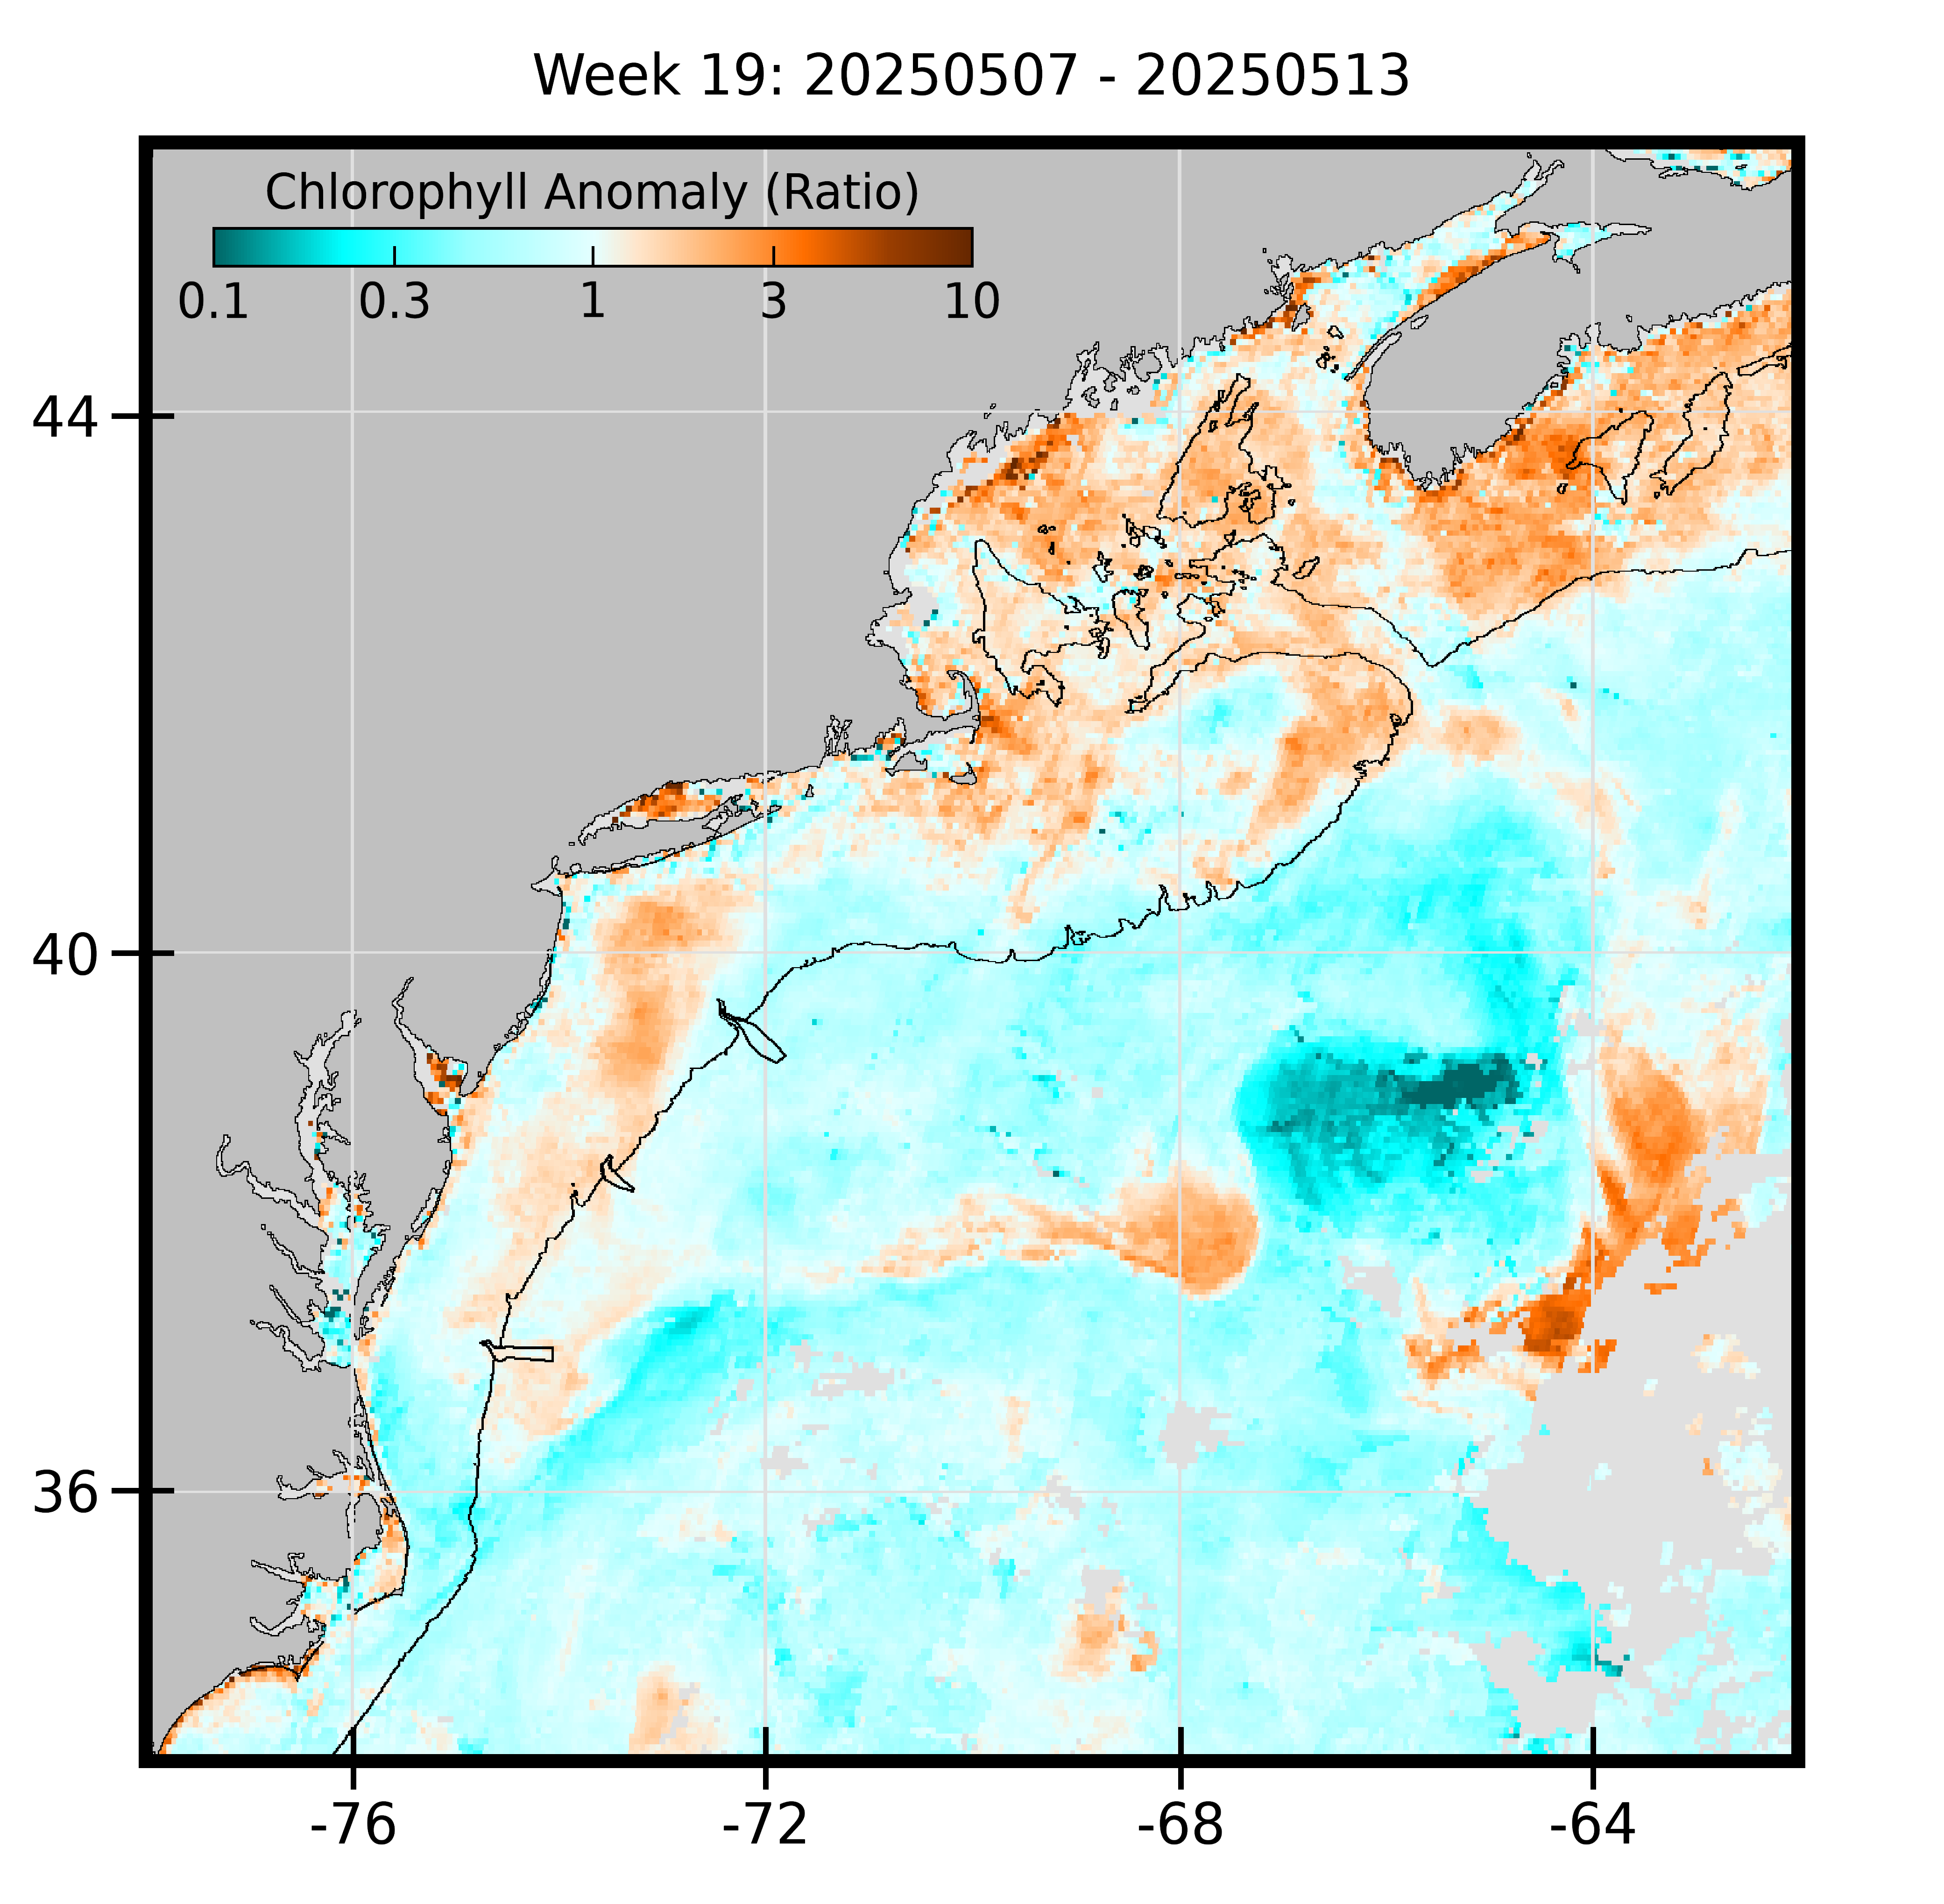 Week 19: 20250507 - 20250513
Chlorophyll Anomaly (Ratio)
0.1 0.3 1 3 10
44
40
36
-76 -72 -68 -64